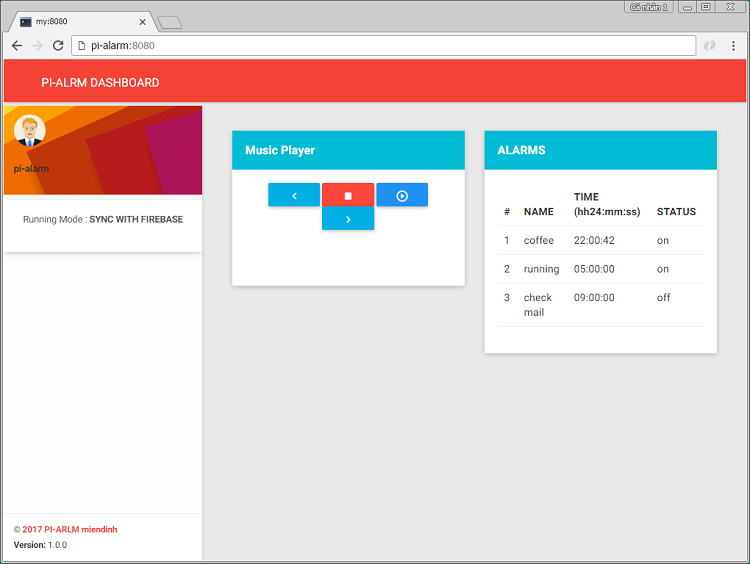 Cá nhân 1
my:8080
pi-alarm:8080
PI-ALRM DASHBOARD
pi-alarm
Running Mode : SYNC WITH FIREBASE
Music Player
ALARMS
# NAME TIME (hh24:mm:ss) STATUS
1 coffee 22:00:42 on
2 running 05:00:00 on
3 check mail 09:00:00 off
© 2017 PI-ARLM miendinh
Version: 1.0.0